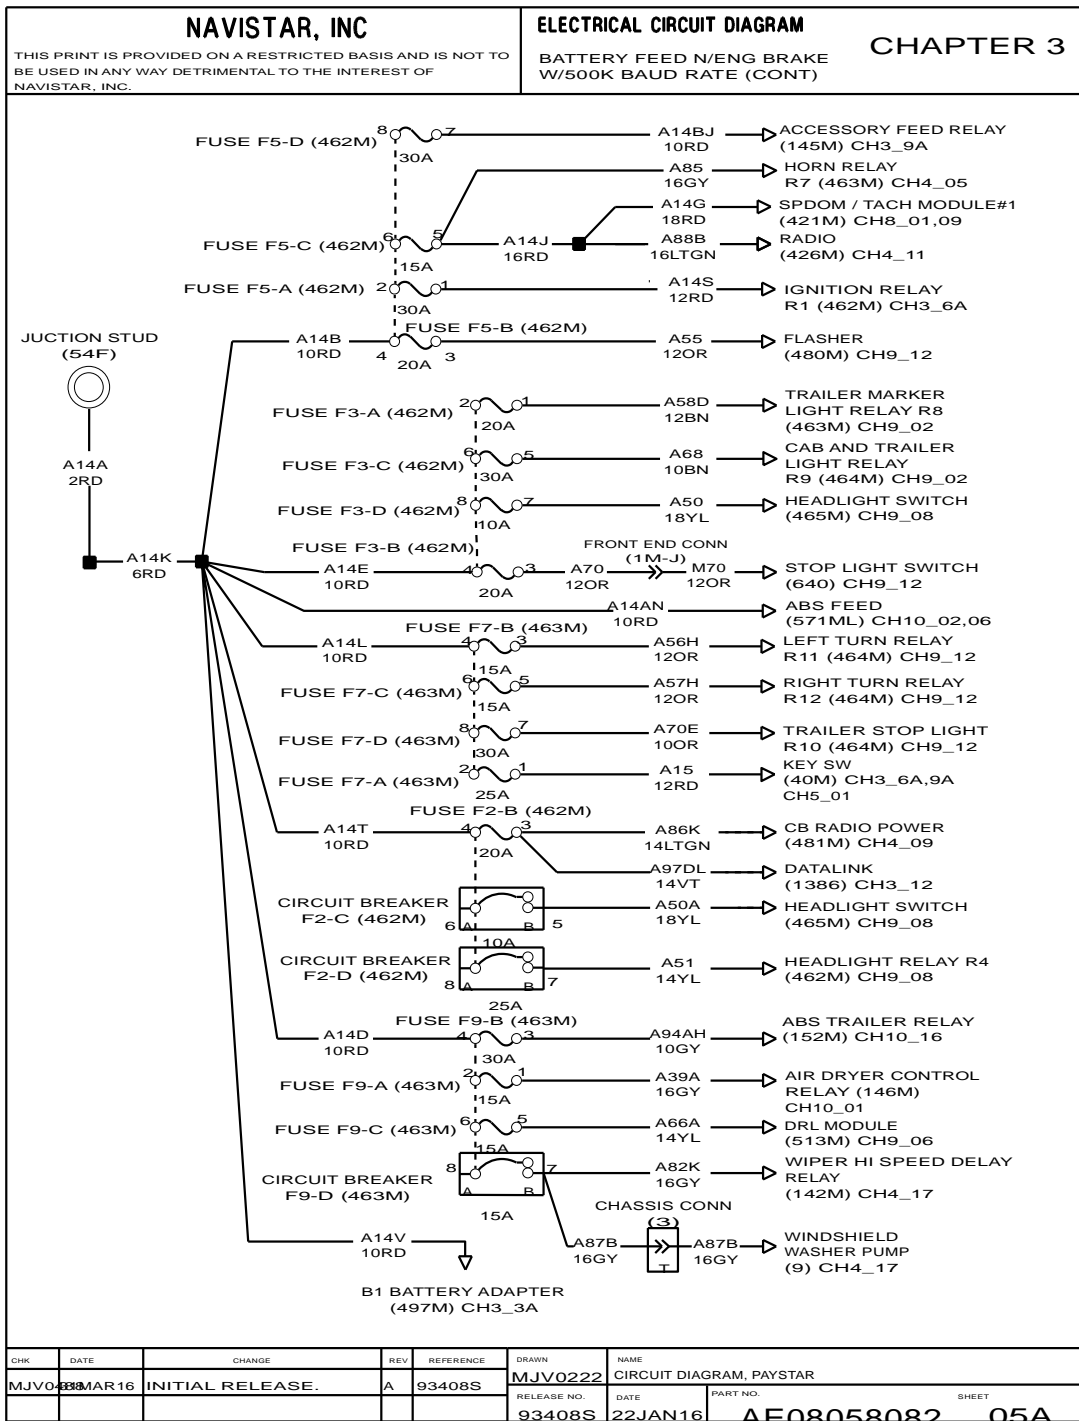 NAVISTAR, INC
THIS PRINT IS PROVIDED ON A RESTRICTED BASIS AND IS NOT TO
BE USED IN ANY WAY DETRIMENTAL TO THE INTEREST OF
NAVISTAR, INC.
ELECTRICAL CIRCUIT DIAGRAM
BATTERY FEED N/ENG BRAKE
W/500K BAUD RATE (CONT)
CHAPTER 3
FUSE F5-D (462M) 8 7
30A
A14BJ
10RD
ACCESSORY FEED RELAY
(145M) CH3_9A
A85
16GY
HORN RELAY
R7 (463M) CH4_05
A14G
18RD
SPDOM / TACH MODULE#1
(421M) CH8_01,09
FUSE F5-C (462M) 6 5
15A
A14J
16RD
A88B
16LTGN
RADIO
(426M) CH4_11
FUSE F5-A (462M) 2 1
30A
A14S
12RD
IGNITION RELAY
R1 (462M) CH3_6A
FUSE F5-B (462M)
A14B
10RD
4 3
20A
A55
12OR
FLASHER
(480M) CH9_12
JUCTION STUD
(54F)
A14A
2RD
A14K
6RD
FUSE F3-A (462M) 2 1
20A
A58D
12BN
TRAILER MARKER
LIGHT RELAY R8
(463M) CH9_02
FUSE F3-C (462M) 6 5
30A
A68
10BN
CAB AND TRAILER
LIGHT RELAY
R9 (464M) CH9_02
FUSE F3-D (462M) 8 7
10A
A50
18YL
HEADLIGHT SWITCH
(465M) CH9_08
FUSE F3-B (462M)
A14E
10RD
4 3
20A
A70
12OR
FRONT END CONN
(1M-J)
M70
12OR
STOP LIGHT SWITCH
(640) CH9_12
A14AN
10RD
ABS FEED
(571ML) CH10_02,06
FUSE F7-B (463M)
A14L
10RD
4 3
15A
A56H
12OR
LEFT TURN RELAY
R11 (464M) CH9_12
FUSE F7-C (463M) 6 5
15A
A57H
12OR
RIGHT TURN RELAY
R12 (464M) CH9_12
FUSE F7-D (463M) 8 7
30A
A70E
10OR
TRAILER STOP LIGHT
R10 (464M) CH9_12
FUSE F7-A (463M) 2 1
25A
A15
12RD
KEY SW
(40M) CH3_6A,9A
CH5_01
FUSE F2-B (462M)
A14T
10RD
4 3
20A
A86K
14LTGN
CB RADIO POWER
(481M) CH4_09
A97DL
14VT
DATALINK
(1386) CH3_12
CIRCUIT BREAKER
F2-C (462M)
6 A B 5
10A
A50A
18YL
HEADLIGHT SWITCH
(465M) CH9_08
CIRCUIT BREAKER
F2-D (462M)
8 A B 7
25A
A51
14YL
HEADLIGHT RELAY R4
(462M) CH9_08
FUSE F9-B (463M)
A14D
10RD
4 3
30A
A94AH
10GY
ABS TRAILER RELAY
(152M) CH10_16
FUSE F9-A (463M) 2 1
15A
A39A
16GY
AIR DRYER CONTROL
RELAY (146M)
CH10_01
FUSE F9-C (463M) 6 5
15A
A66A
14YL
DRL MODULE
(513M) CH9_06
CIRCUIT BREAKER
F9-D (463M)
8 7
A B
15A
A82K
16GY
WIPER HI SPEED DELAY
RELAY
(142M) CH4_17
CHASSIS CONN
(3)
A87B
16GY
T
A87B
16GY
WINDSHIELD
WASHER PUMP
(9) CH4_17
A14V
10RD
B1 BATTERY ADAPTER
(497M) CH3_3A
CHK DATE CHANGE REV REFERENCE
MAR16 INITIAL RELEASE. A 93408S
DRAWN
MJV0222
NAME
CIRCUIT DIAGRAM, PAYSTAR
RELEASE NO.
93408S
DATE
22JAN16
PART NO.
AE08058082
SHEET
05A